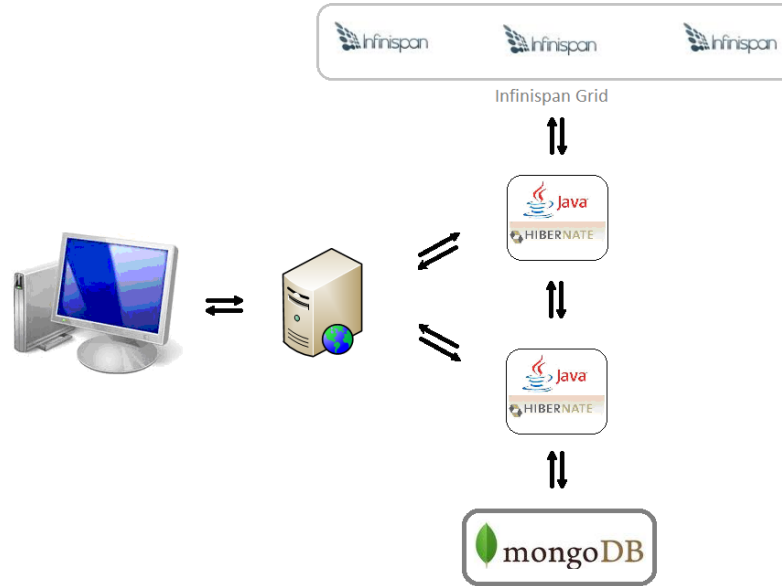 Infinispan
Infinispan
Infinispan
Infinispan Grid
Java
HIBERNATE
Java
HIBERNATE
mongoDB